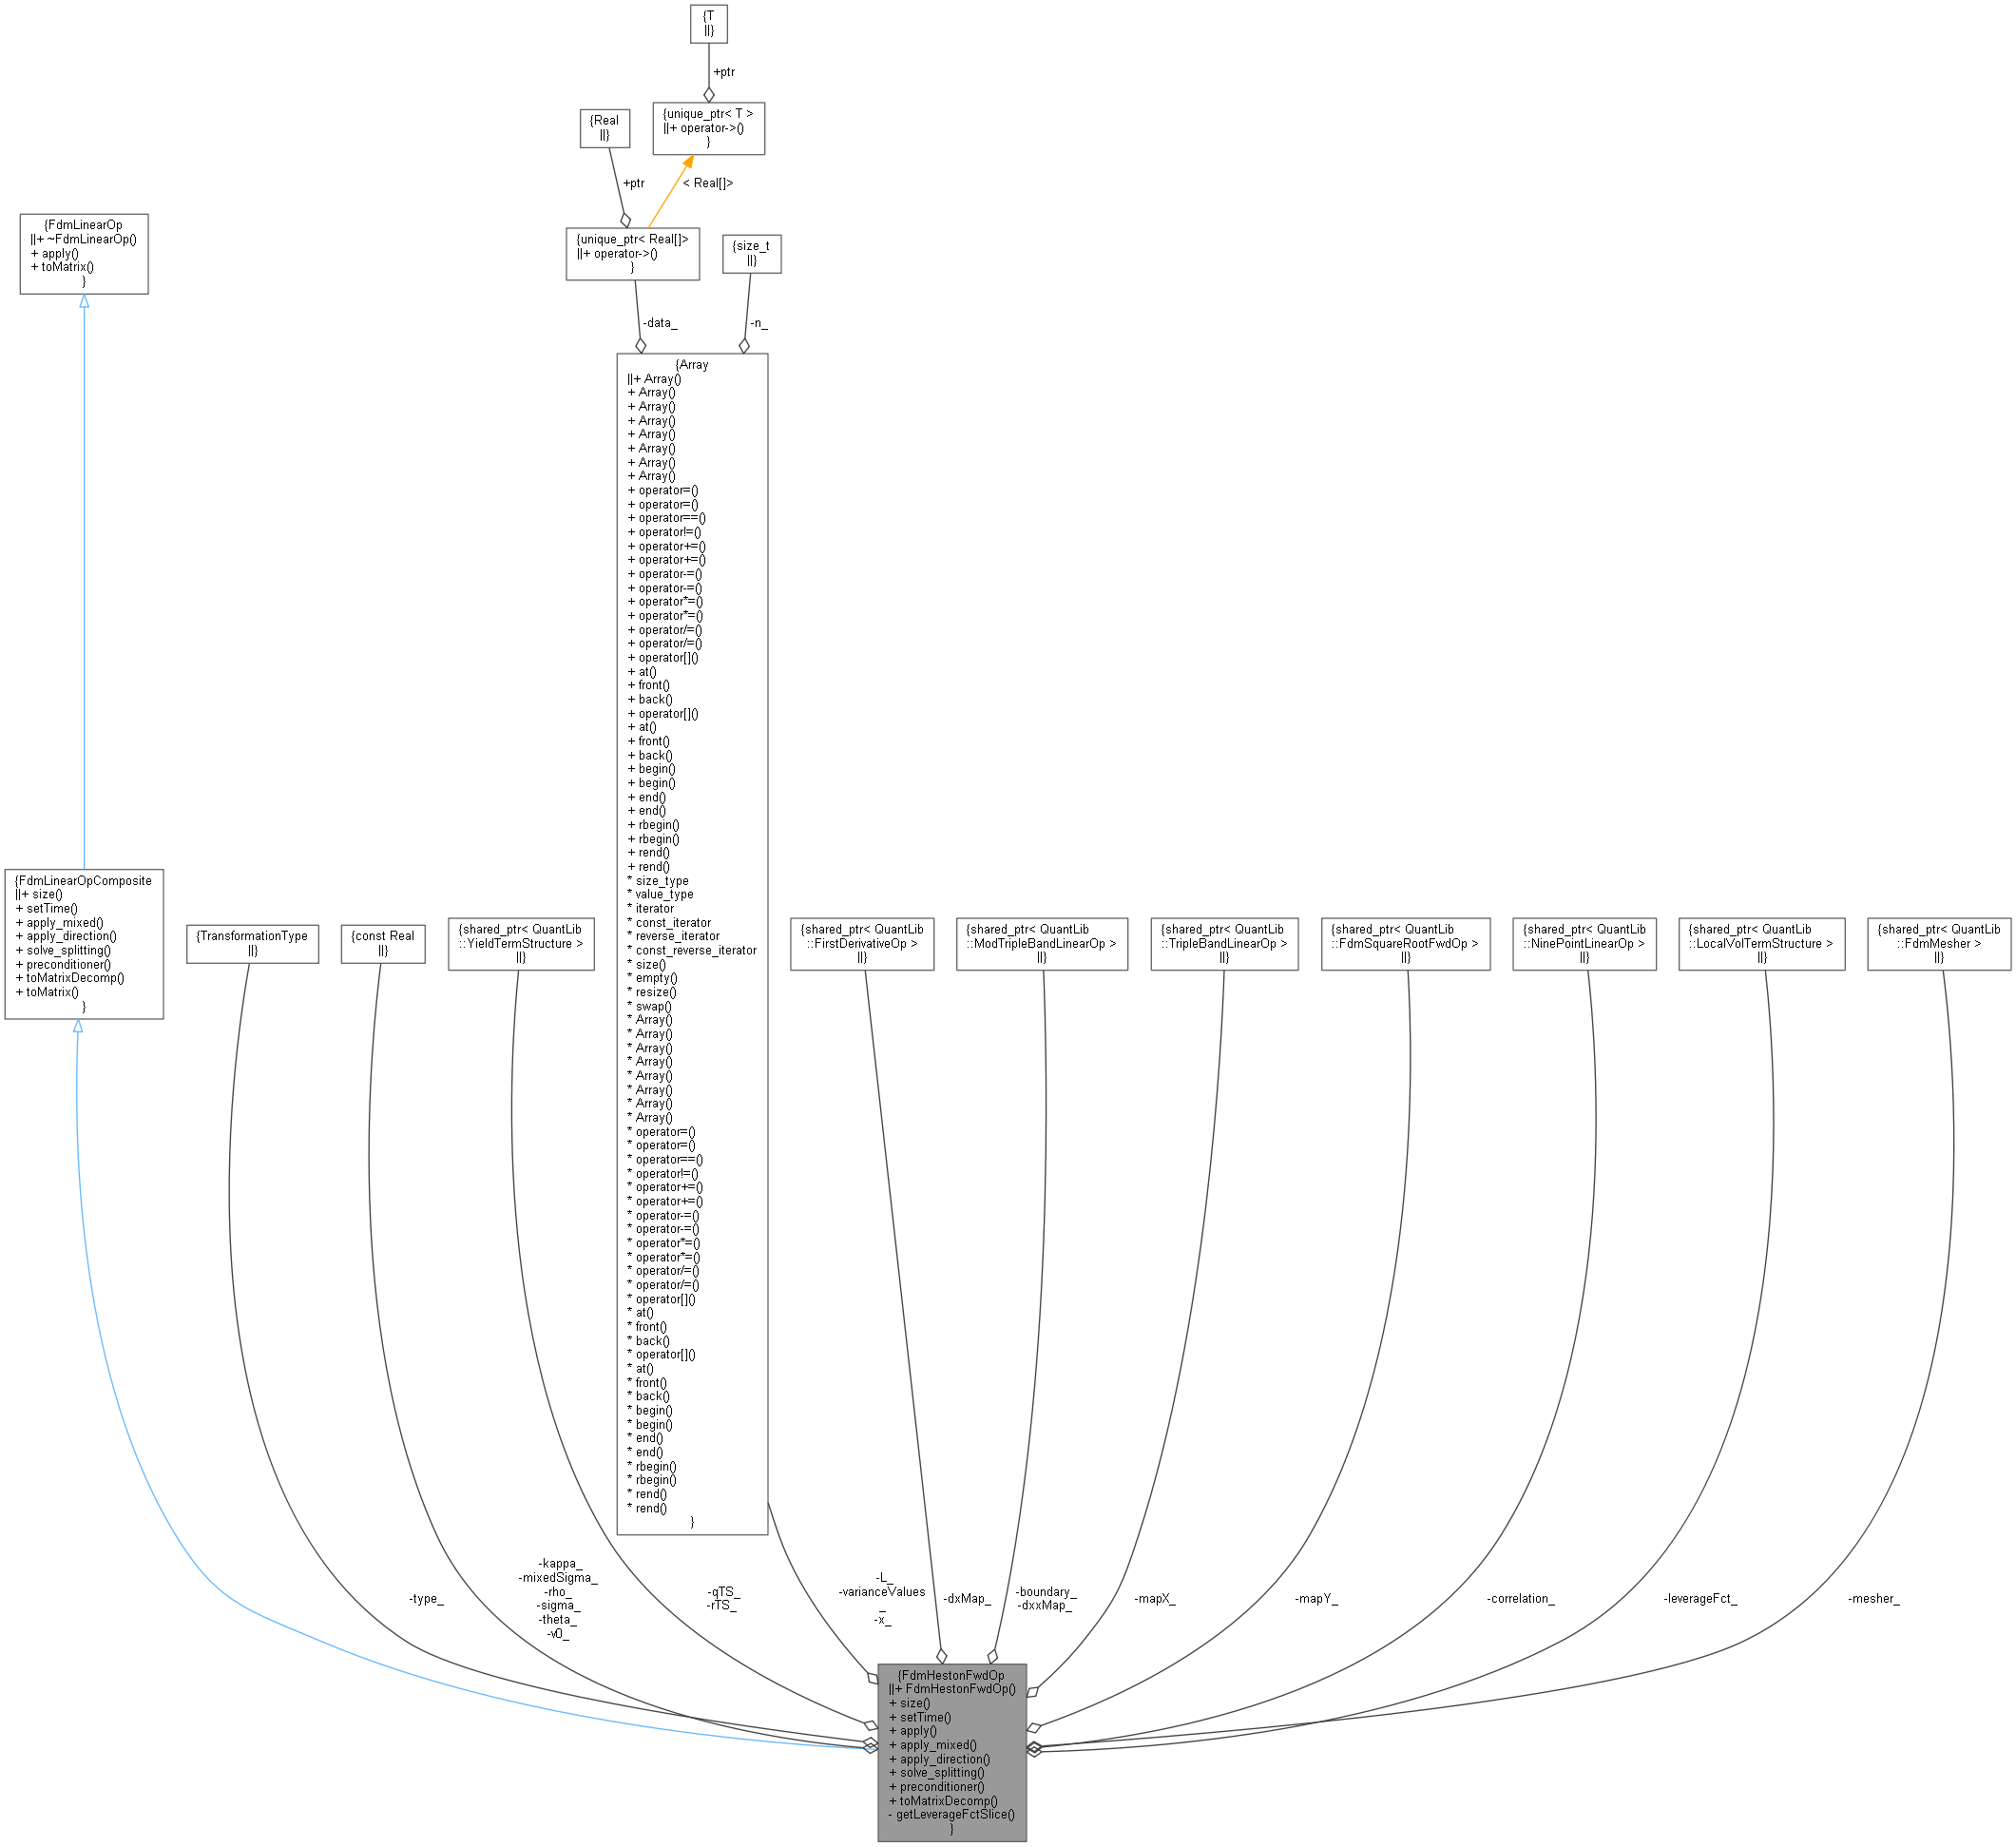 {T
||}
+ptr
{Real
||}
{unique_ptr< T >
||+ operator->()
}
+ptr
< Real[]>
{FdmLinearOp
||+ ~FdmLinearOp()
+ apply()
+ toMatrix()
}
{unique_ptr< Real[]>
||+ operator->()
}
{size_t
||}
-data_
-n_
{Array
||+ Array()
+ Array()
+ Array()
+ Array()
+ Array()
+ Array()
+ Array()
+ Array()
+ operator=()
+ operator=()
+ operator==()
+ operator!=()
+ operator+=()
+ operator+=()
+ operator-=()
+ operator-=()
+ operator*=()
+ operator*=()
+ operator/=()
+ operator/=()
+ operator[]()
+ at()
+ front()
+ back()
+ operator[]()
+ at()
+ front()
+ back()
+ begin()
+ begin()
+ end()
+ end()
+ rbegin()
+ rbegin()
+ rend()
+ rend()
* size_type
* value_type
* iterator
* const_iterator
* reverse_iterator
* const_reverse_iterator
* size()
* empty()
* resize()
* swap()
* Array()
* Array()
* Array()
* Array()
* Array()
* Array()
* Array()
* Array()
* operator=()
* operator=()
* operator==()
* operator!=()
* operator+=()
* operator+=()
* operator-=()
* operator-=()
* operator*=()
* operator*=()
* operator/=()
* operator/=()
* operator[]()
* at()
* front()
* back()
* operator[]()
* at()
* front()
* back()
* begin()
* begin()
* end()
* end()
* rbegin()
* rbegin()
* rend()
* rend()
}
{FdmLinearOpComposite
||+ size()
+ setTime()
+ apply_mixed()
+ apply_direction()
+ solve_splitting()
+ preconditioner()
+ toMatrixDecomp()
+ toMatrix()
}
{TransformationType
||}
{const Real
||}
{shared_ptr< QuantLib
::YieldTermStructure >
||}
{shared_ptr< QuantLib
::FirstDerivativeOp >
||}
{shared_ptr< QuantLib
::ModTripleBandLinearOp >
||}
{shared_ptr< QuantLib
::TripleBandLinearOp >
||}
{shared_ptr< QuantLib
::FdmSquareRootFwdOp >
||}
{shared_ptr< QuantLib
::NinePointLinearOp >
||}
{shared_ptr< QuantLib
::LocalVolTermStructure >
||}
{shared_ptr< QuantLib
::FdmMesher >
||}
-type_
-kappa_
-mixedSigma_
-rho_
-sigma_
-theta_
-v0_
-qTS_
-rTS_
-L_
-varianceValues
_
-x_
-dxMap_
-boundary_
-dxxMap_
-mapX_
-mapY_
-correlation_
-leverageFct_
-mesher_
{FdmHestonFwdOp
||+ FdmHestonFwdOp()
+ size()
+ setTime()
+ apply()
+ apply_mixed()
+ apply_direction()
+ solve_splitting()
+ preconditioner()
+ toMatrixDecomp()
- getLeverageFctSlice()
}